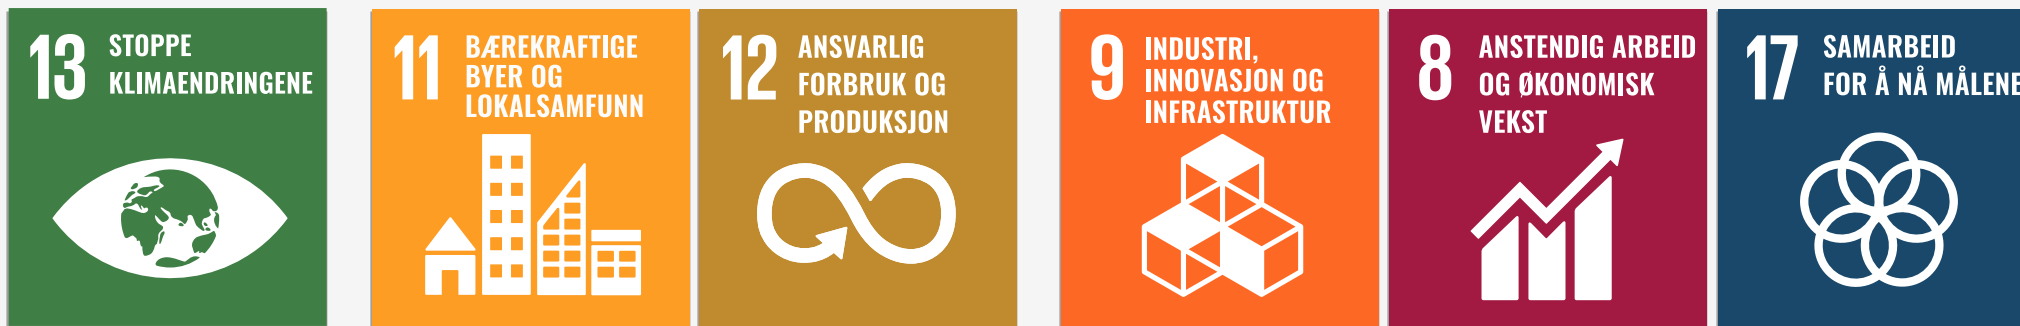 13 STOPPE
KLIMAENDRINGENE
11 BÆREKRAFTIGE
BYER OG
LOKALSAMFUNN
12 ANSVARLIG
FORBRUK OG
PRODUKSJON
9 INDUSTRI,
INNOVASJON OG
INFRASTRUKTUR
8 ANSTENDIG ARBEID
OG ØKONOMISK
VEKST
17 SAMARBEID
FOR Å NÅ MÅLENE